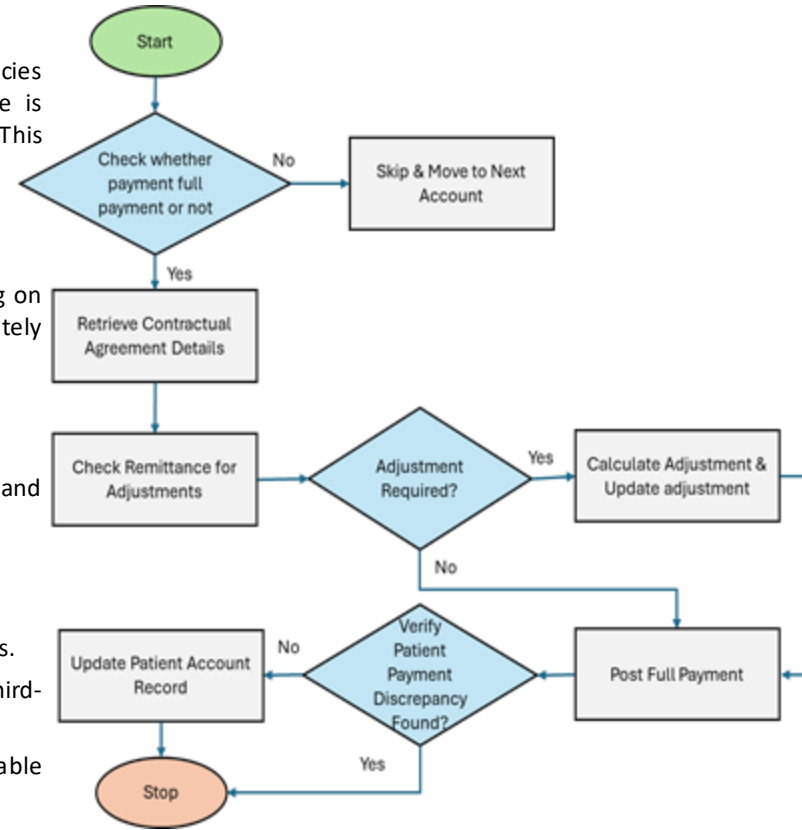 Start
cies
e is
This
Check whether
payment full
payment or not
No
Skip & Move to Next
Account
Yes
g on
tely
Retrieve Contractual
Agreement Details
Check Remittance for
Adjustments
and
Adjustment
Required?
Yes
Calculate Adjustment &
Update adjustment
No
s.
hird-
able
Update Patient Account
Record
No
Verify
Patient
Payment
Discrepancy
Found?
Post Full Payment
Yes
Stop